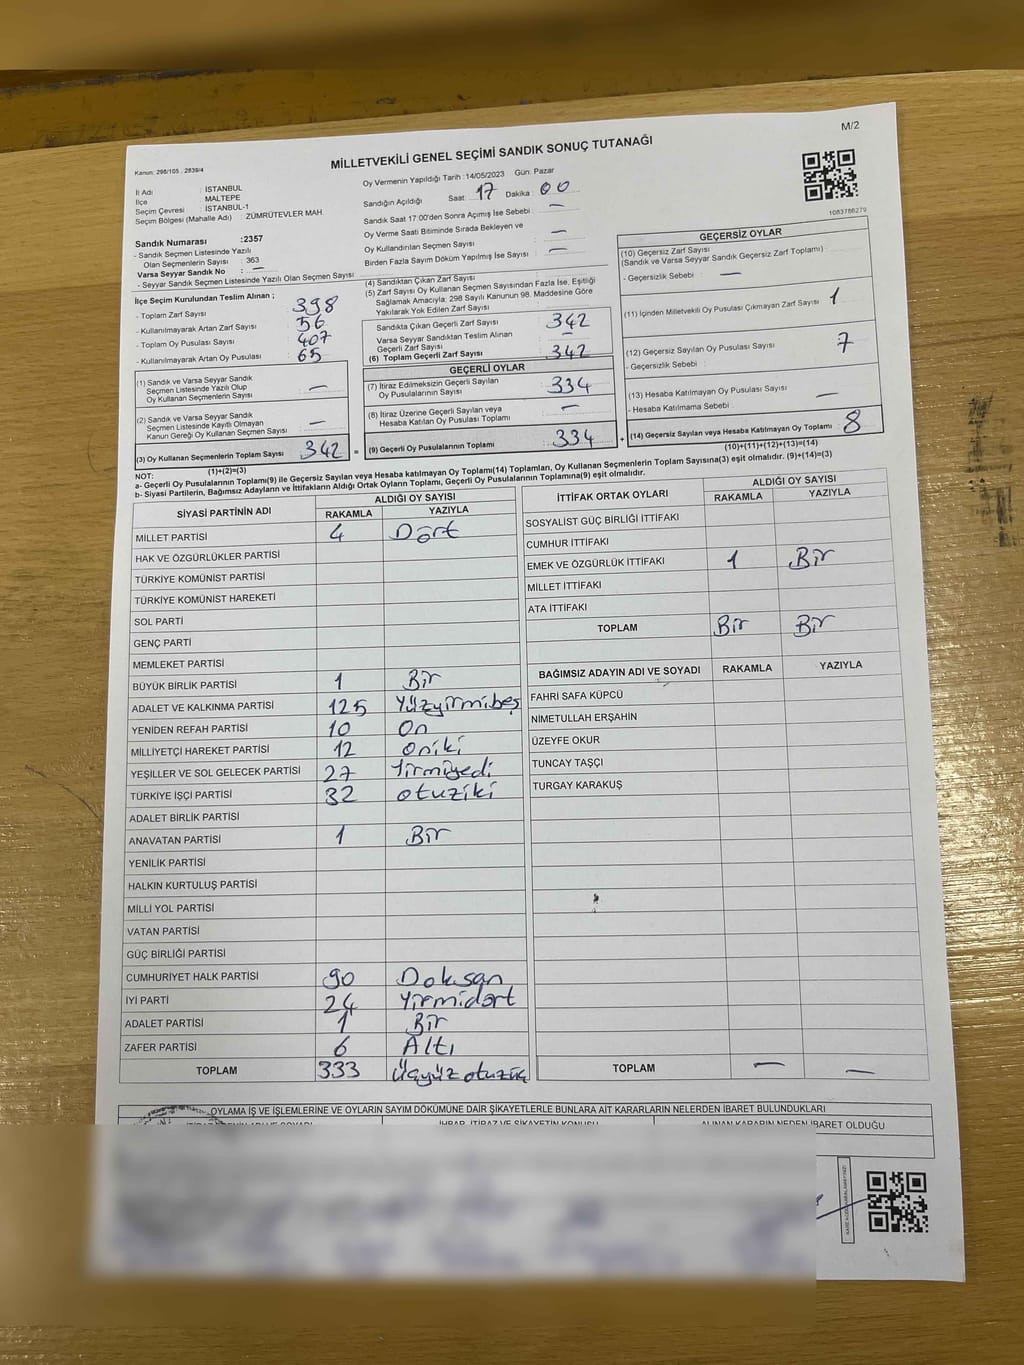 M/2
MİLLETVEKİLİ GENEL SEÇİMİ SANDIK SONUÇ TUTANAĞI
Kanun: 298/105 , 2839/4
Oy Vermenin Yapıldığı Tarih :14/05/2023 Gün: Pazar
İl Adı : İSTANBUL
İlçe : MALTEPE
Seçim Çevresi : İSTANBUL-1
Seçim Bölgesi (Mahalle Adı) : ZÜMRÜTEVLER MAH.
Sandığın Açıldığı Saat : 17 Dakika : 00
Sandık Saat 17:00'den Sonra Açımış İse Sebebi : —
Oy Verme Saati Bitiminde Sırada Bekleyen ve
Oy Kullandırılan Seçmen Sayısı : —
Birden Fazla Sayım Döküm Yapılmış İse Sayısı : —
1083786279
Sandık Numarası :2357
- Sandık Seçmen Listesinde Yazılı
Olan Seçmenlerin Sayısı : 363
Varsa Seyyar Sandık No : —
- Seyyar Sandık Seçmen Listesinde Yazılı Olan Seçmen Sayısı
İlçe Seçim Kurulundan Teslim Alınan ;
- Toplam Zarf Sayısı : 398
- Kullanılmayarak Artan Zarf Sayısı : 56
- Toplam Oy Pusulası Sayısı : 407
- Kullanılmayarak Artan Oy Pusulası : 65
(1) Sandık ve Varsa Seyyar Sandık
Seçmen Listesinde Yazılı Olup
Oy Kullanan Seçmenlerin Sayısı : —
(2) Sandık ve Varsa Seyyar Sandık
Seçmen Listesinde Kayıtlı Olmayan
Kanun Gereği Oy Kullanan Seçmen Sayısı : —
(3) Oy Kullanan Seçmenlerin Toplam Sayısı 342
(1)+(2)=(3)
(4) Sandıktan Çıkan Zarf Sayısı :
(5) Zarf Sayısı Oy Kullanan Seçmen Sayısından Fazla İse, Eşitliği
Sağlamak Amacıyla; 298 Sayılı Kanunun 98. Maddesine Göre
Yakılarak Yok Edilen Zarf Sayısı :
Sandıkta Çıkan Geçerli Zarf Sayısı : 342
Varsa Seyyar Sandıktan Teslim Alınan
Geçerli Zarf Sayısı : —
(6) Toplam Geçerli Zarf Sayısı : 342
GEÇERLİ OYLAR
(7) İtiraz Edilmeksizin Geçerli Sayılan
Oy Pusulalarının Sayısı : 334
(8) İtiraz Üzerine Geçerli Sayılan veya
Hesaba Katılan Oy Pusulası Toplamı : —
= (9) Geçerli Oy Pusulalarının Toplamı : 334 +
GEÇERSİZ OYLAR
(10) Geçersiz Zarf Sayısı
(Sandık ve Varsa Seyyar Sandık Geçersiz Zarf Toplamı) :
- Geçersizlik Sebebi : —
(11) İçinden Milletvekili Oy Pusulası Çıkmayan Zarf Sayısı : 1
(12) Geçersiz Sayılan Oy Pusulası Sayısı : 7
- Geçersizlik Sebebi :
(13) Hesaba Katılmayan Oy Pusulası Sayısı : —
- Hesaba Katılmama Sebebi :
(14) Geçersiz Sayılan veya Hesaba Katılmayan Oy Toplamı : 8
(10)+(11)+(12)+(13)=(14)
NOT:
a- Geçerli Oy Pusulalarının Toplamı(9) ile Geçersiz Sayılan veya Hesaba katılmayan Oy Toplamı(14) Toplamları, Oy Kullanan Seçmenlerin Toplam Sayısına(3) eşit olmalıdır. (9)+(14)=(3)
b- Siyasi Partilerin, Bağımsız Adayların ve İttifakların Aldığı Ortak Oyların Toplamı, Geçerli Oy Pusulalarının Toplamına(9) eşit olmalıdır.
SİYASİ PARTİNİN ADI ALDIĞI OY SAYISI
RAKAMLA YAZIYLA
MİLLET PARTİSİ 4 Dört
HAK VE ÖZGÜRLÜKLER PARTİSİ
TÜRKİYE KOMÜNİST PARTİSİ
TÜRKİYE KOMÜNİST HAREKETİ
SOL PARTİ
GENÇ PARTİ
MEMLEKET PARTİSİ
BÜYÜK BİRLİK PARTİSİ 1 Bir
ADALET VE KALKINMA PARTİSİ 125 Yüzyirmibeş
YENİDEN REFAH PARTİSİ 10 On
MİLLİYETÇİ HAREKET PARTİSİ 12 oniki
YEŞİLLER VE SOL GELECEK PARTİSİ 27 Yirmiyedi
TÜRKİYE İŞÇİ PARTİSİ 32 otuziki
ADALET BİRLİK PARTİSİ
ANAVATAN PARTİSİ 1 Bir
YENİLİK PARTİSİ
HALKIN KURTULUŞ PARTİSİ
MİLLİ YOL PARTİSİ
VATAN PARTİSİ
GÜÇ BİRLİĞİ PARTİSİ
CUMHURİYET HALK PARTİSİ 90 Doksan
İYİ PARTİ 24 Yirmidört
ADALET PARTİSİ 1 Bir
ZAFER PARTİSİ 6 Altı
TOPLAM 333 Üçyüzotuzüç
İTTİFAK ORTAK OYLARI ALDIĞI OY SAYISI
RAKAMLA YAZIYLA
SOSYALİST GÜÇ BİRLİĞİ İTTİFAKI
CUMHUR İTTİFAKI
EMEK VE ÖZGÜRLÜK İTTİFAKI 1 Bir
MİLLET İTTİFAKI
ATA İTTİFAKI
TOPLAM Bir Bir
BAĞIMSIZ ADAYIN ADI VE SOYADI RAKAMLA YAZIYLA
FAHRİ SAFA KÜPCÜ
NİMETULLAH ERŞAHİN
ÜZEYFE OKUR
TUNCAY TAŞÇI
TURGAY KARAKUŞ
TOPLAM — —
OYLAMA İŞ VE İŞLEMLERİNE VE OYLARIN SAYIM DÖKÜMÜNE DAİR ŞİKAYETLERLE BUNLARA AİT KARARLARIN NELERDEN İBARET BULUNDUKLARI
İHBAR, İTİRAZ VE ŞİKAYETİN KONUSU ALINAN KARARIN NEDEN İBARET OLDUĞU